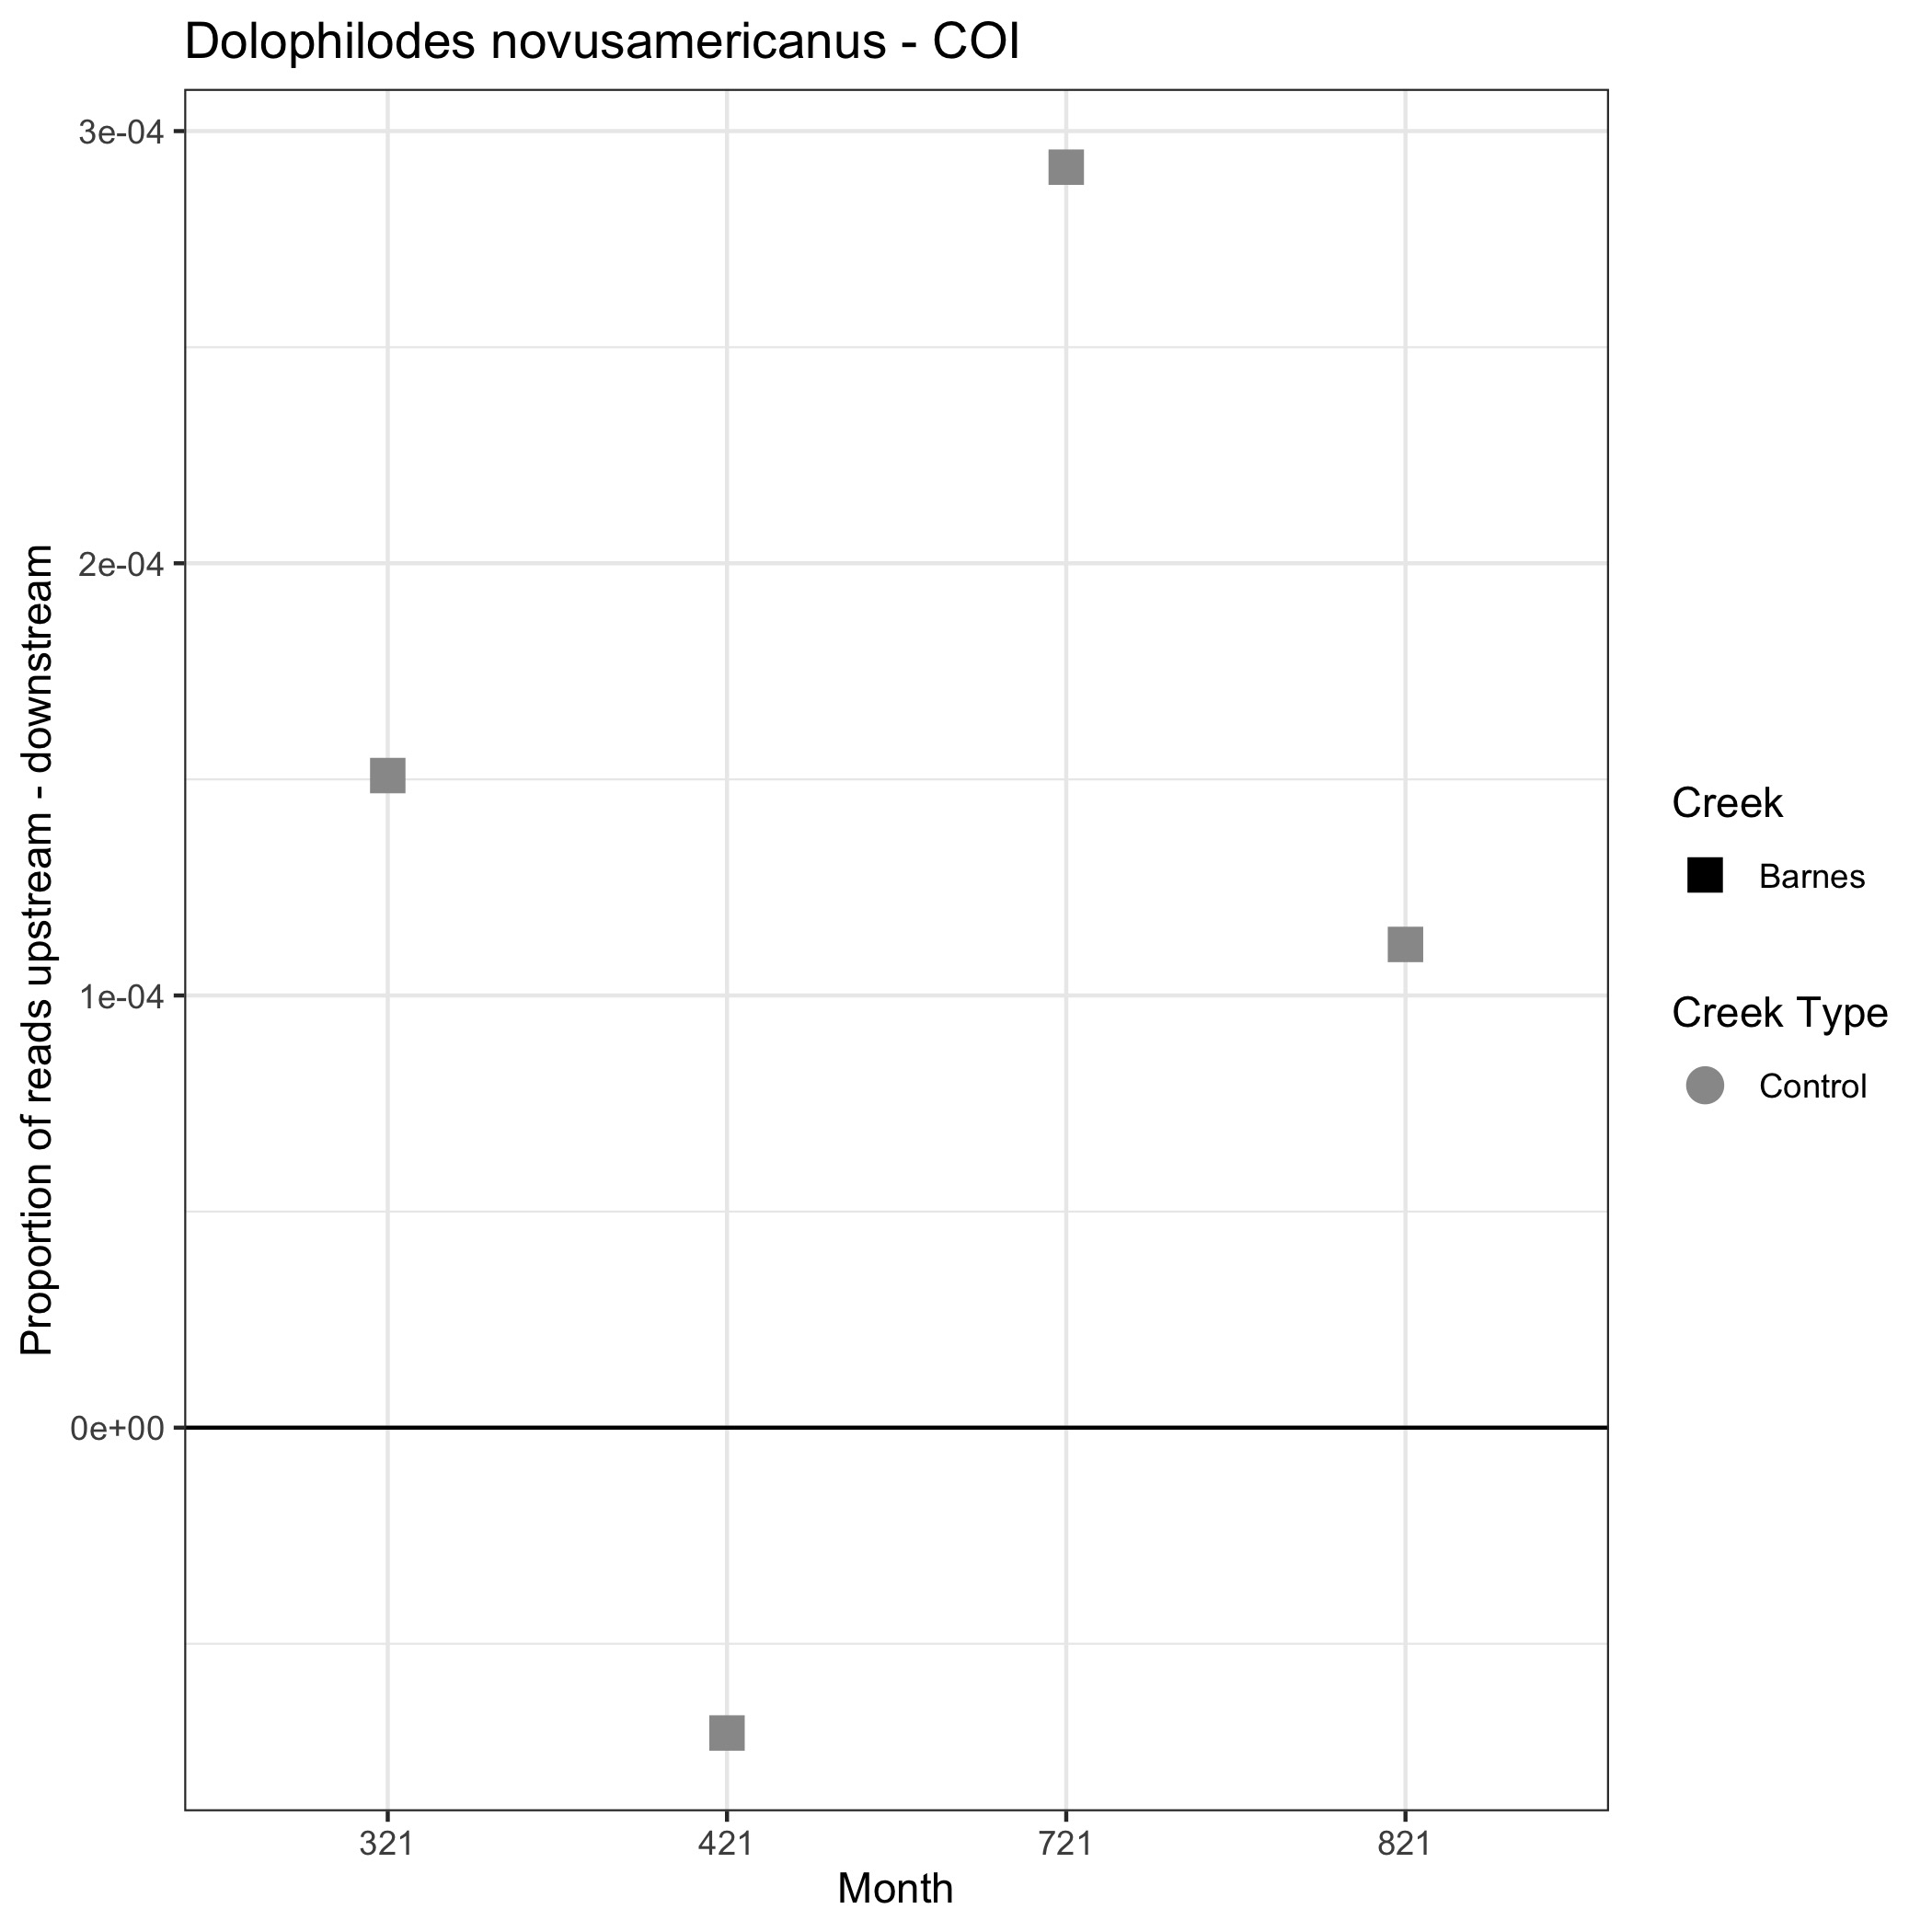 Dolophilodes novusamericanus - COI
Proportion of reads upstream - downstream
3e-04
2e-04
1e-04
0e+00
321
421
721
821
Month
Creek
Barnes
Creek Type
Control